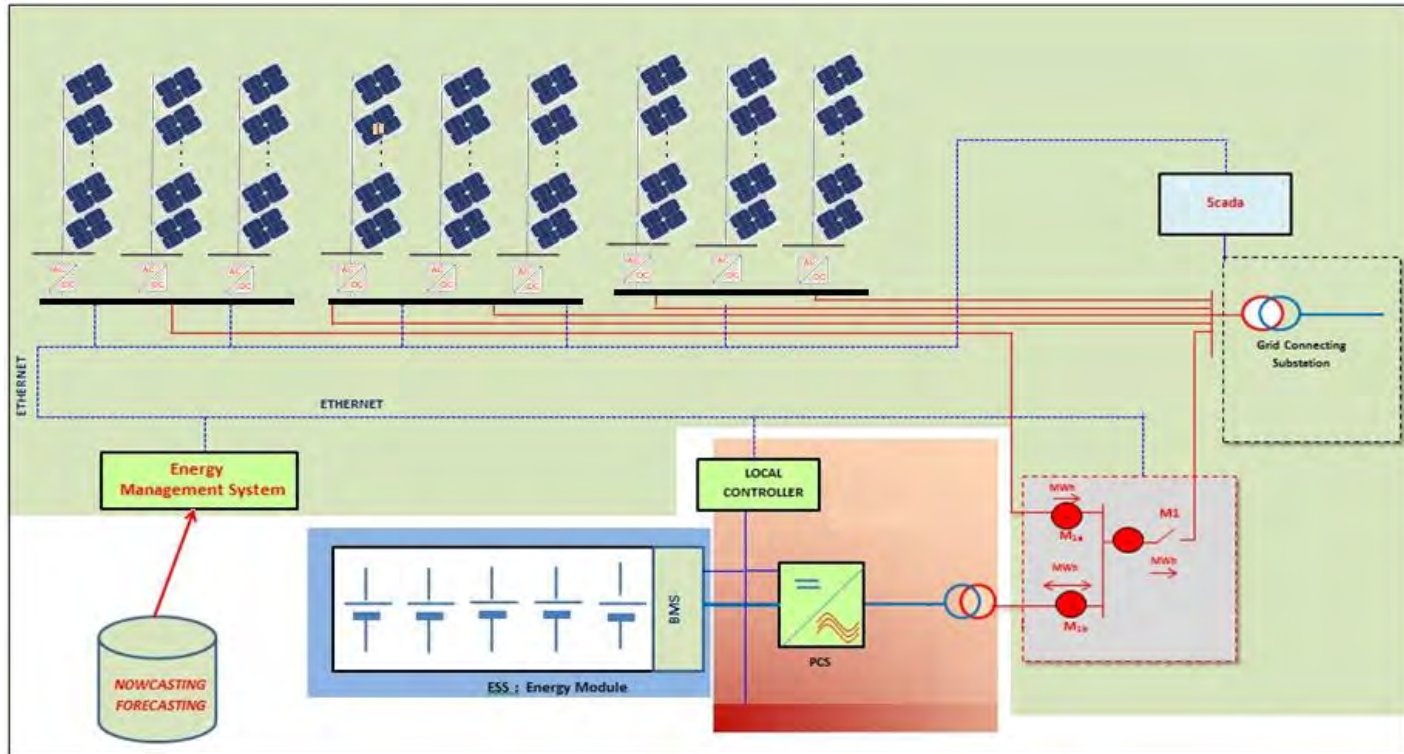 AC
DC
AC
DC
AC
DC
AC
DC
AC
DC
AC
DC
AC
DC
AC
DC
AC
DC
Scada
Grid Connecting
Substation
ETHERNET
ETHERNET
Energy
Management System
LOCAL
CONTROLLER
MWh
M1a
M1
MWh
MWh
M1b
BMS
PCS
ESS : Energy Module
NOWCASTING
FORECASTING